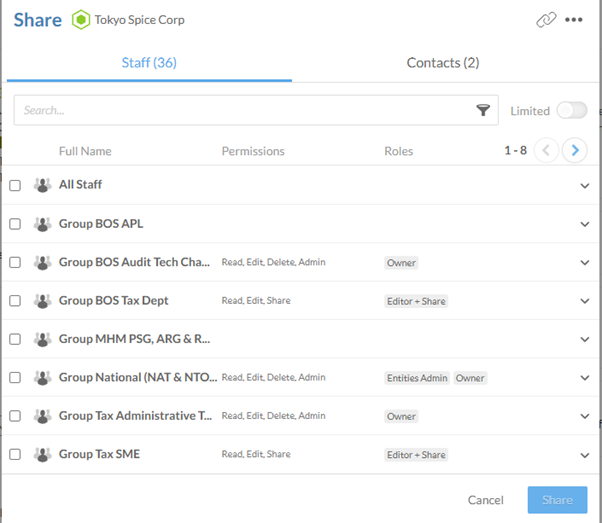 Share Tokyo Spice Corp
Staff (36) Contacts (2)
Search... Limited
Full Name Permissions Roles 1 - 8
All Staff
Group BOS APL
Group BOS Audit Tech Cha... Read, Edit, Delete, Admin Owner
Group BOS Tax Dept Read, Edit, Share Editor + Share
Group MHM PSG, ARG & R...
Group National (NAT & NTO... Read, Edit, Delete, Admin Entities Admin Owner
Group Tax Administrative T... Read, Edit, Delete, Admin Owner
Group Tax SME Read, Edit, Share Editor + Share
Cancel Share